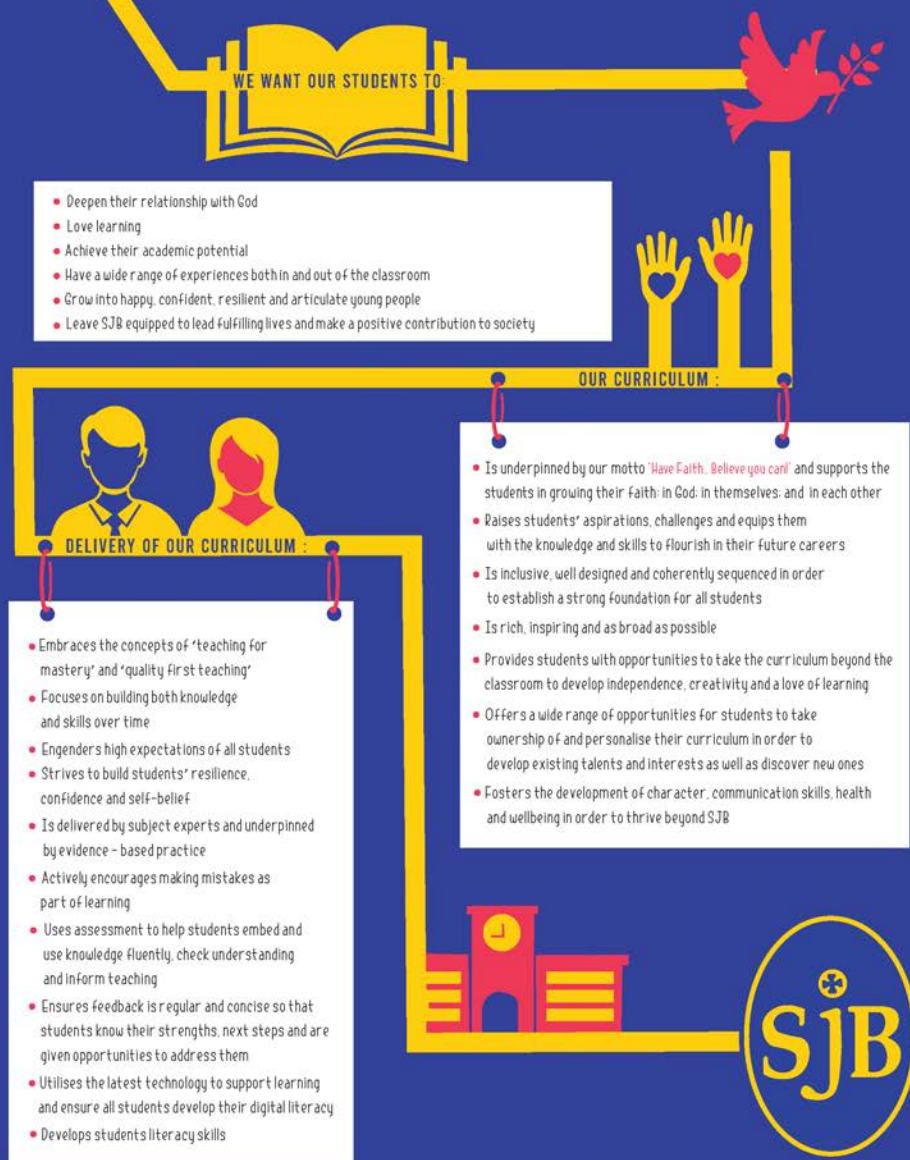 WE WANT OUR STUDENTS TO:
• Deepen their relationship with God
• Love learning
• Achieve their academic potential
• Have a wide range of experiences both in and out of the classroom
• Grow into happy, confident, resilient and articulate young people
• Leave SJB equipped to lead fulfilling lives and make a positive contribution to society
OUR CURRICULUM :
• Is underpinned by our motto 'Have Faith, Believe you can!' and supports the
students in growing their faith: in God; in themselves; and in each other
• Raises students' aspirations, challenges and equips them
with the knowledge and skills to flourish in their future careers
• Is inclusive, well designed and coherently sequenced in order
to establish a strong foundation for all students
• Is rich, inspiring and as broad as possible
• Provides students with opportunities to take the curriculum beyond the
classroom to develop independence, creativity and a love of learning
• Offers a wide range of opportunities for students to take
ownership of and personalise their curriculum in order to
develop existing talents and interests as well as discover new ones
• Fosters the development of character, communication skills, health
and wellbeing in order to thrive beyond SJB
DELIVERY OF OUR CURRICULUM :
• Embraces the concepts of 'teaching for
mastery' and 'quality first teaching'
• Focuses on building both knowledge
and skills over time
• Engenders high expectations of all students
• Strives to build students' resilience,
confidence and self-belief
• Is delivered by subject experts and underpinned
by evidence - based practice
• Actively encourages making mistakes as
part of learning
• Uses assessment to help students embed and
use knowledge fluently, check understanding
and inform teaching
• Ensures feedback is regular and concise so that
students know their strengths, next steps and are
given opportunities to address them
• Utilises the latest technology to support learning
and ensure all students develop their digital literacy
• Develops students literacy skills
SJB